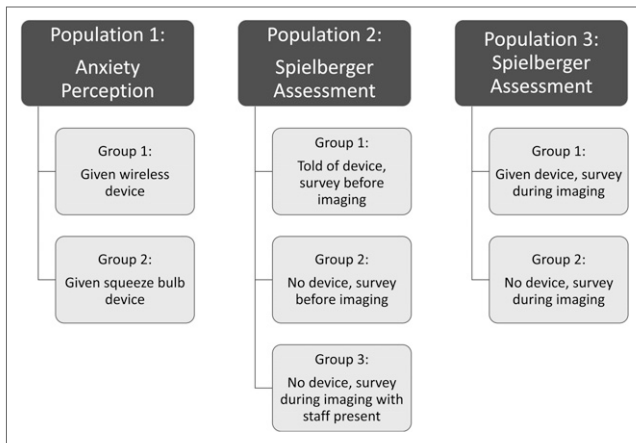 Population 1:
Anxiety
Perception
Group 1:
Given wireless
device
Group 2:
Given squeeze bulb
device
Population 2:
Spielberger
Assessment
Group 1:
Told of device,
survey before
imaging
Group 2:
No device, survey
before imaging
Group 3:
No device, survey
during imaging with
staff present
Population 3:
Spielberger
Assessment
Group 1:
Given device, survey
during imaging
Group 2:
No device, survey
during imaging